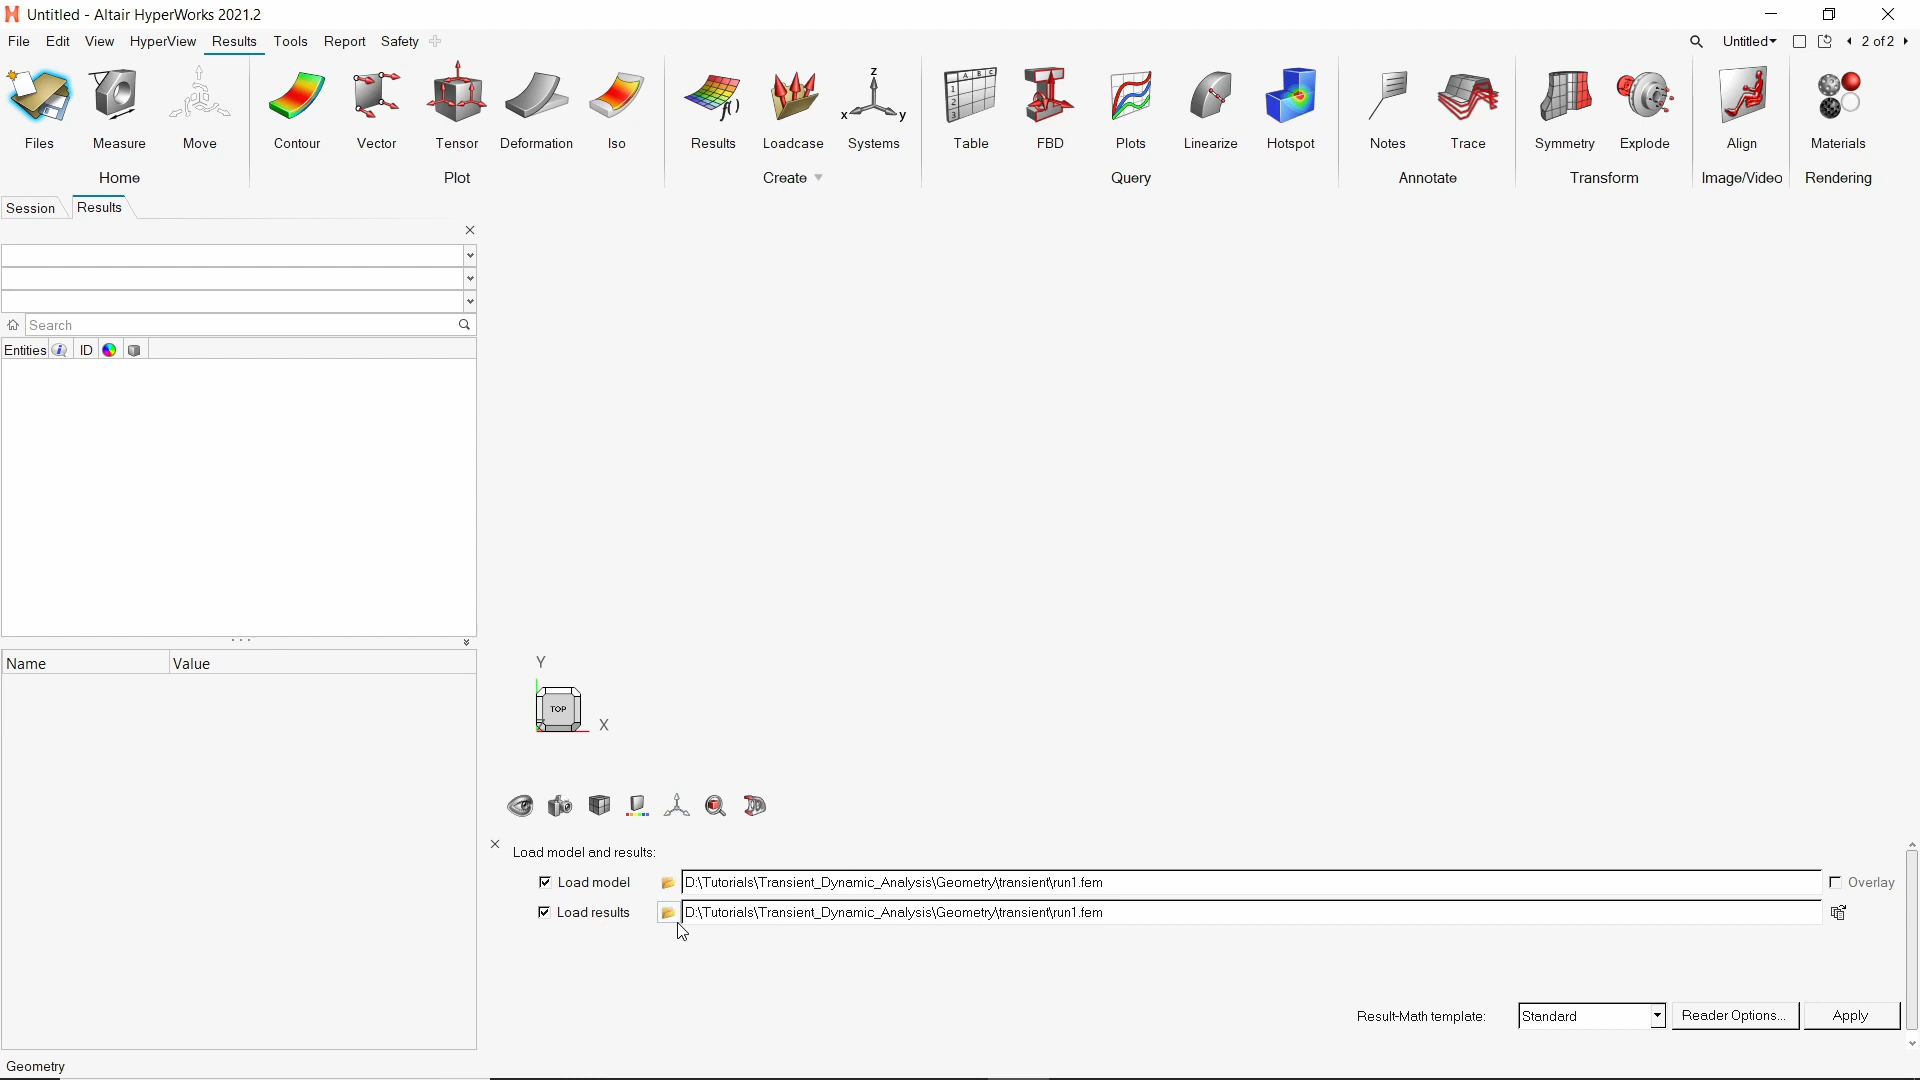 Untitled - Altair HyperWorks 2021.2
File Edit View HyperView Results Tools Report Safety
Untitled 2 of 2
Files Measure Move Contour Vector Tensor Deformation Iso Results Loadcase Systems Table FBD Plots Linearize Hotspot Notes Trace Symmetry Explode Align Materials
Home Plot Create Query Annotate Transform Image/Video Rendering
Session Results
Search
Entities ID
Name Value
Y
TOP
X
Load model and results:
Load model D:\Tutorials\Transient_Dynamic_Analysis\Geometry\transient\run1.fem Overlay
Load results D:\Tutorials\Transient_Dynamic_Analysis\Geometry\transient\run1.fem
Result-Math template: Standard Reader Options... Apply
Geometry